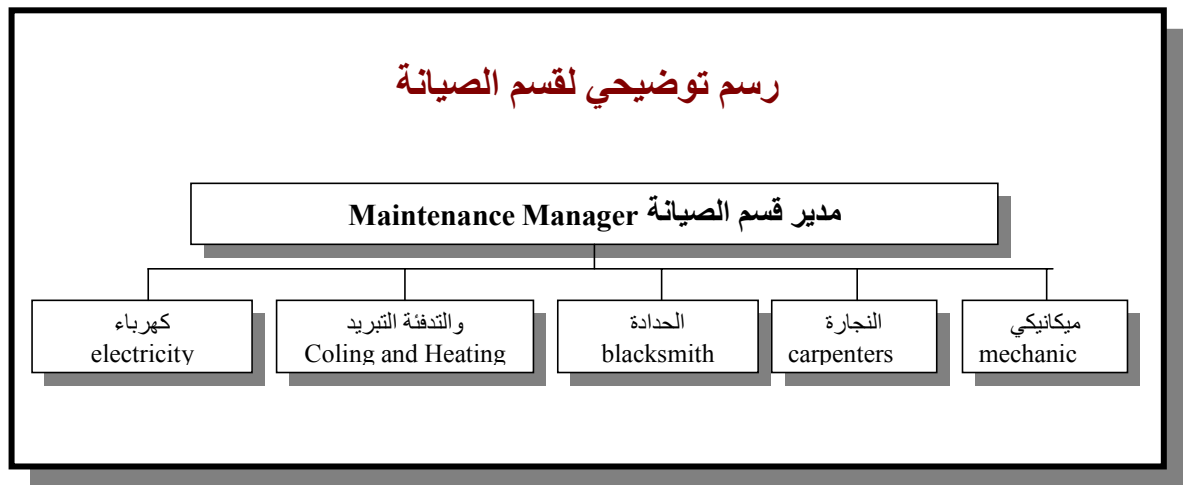 رسم توضيحي لقسم الصيانة
مدير قسم الصيانة Maintenance Manager
ميكانيكي
mechanic
النجارة
carpenters
الحدادة
blacksmith
والتدفئة التبريد
Coling and Heating
كهرباء
electricity